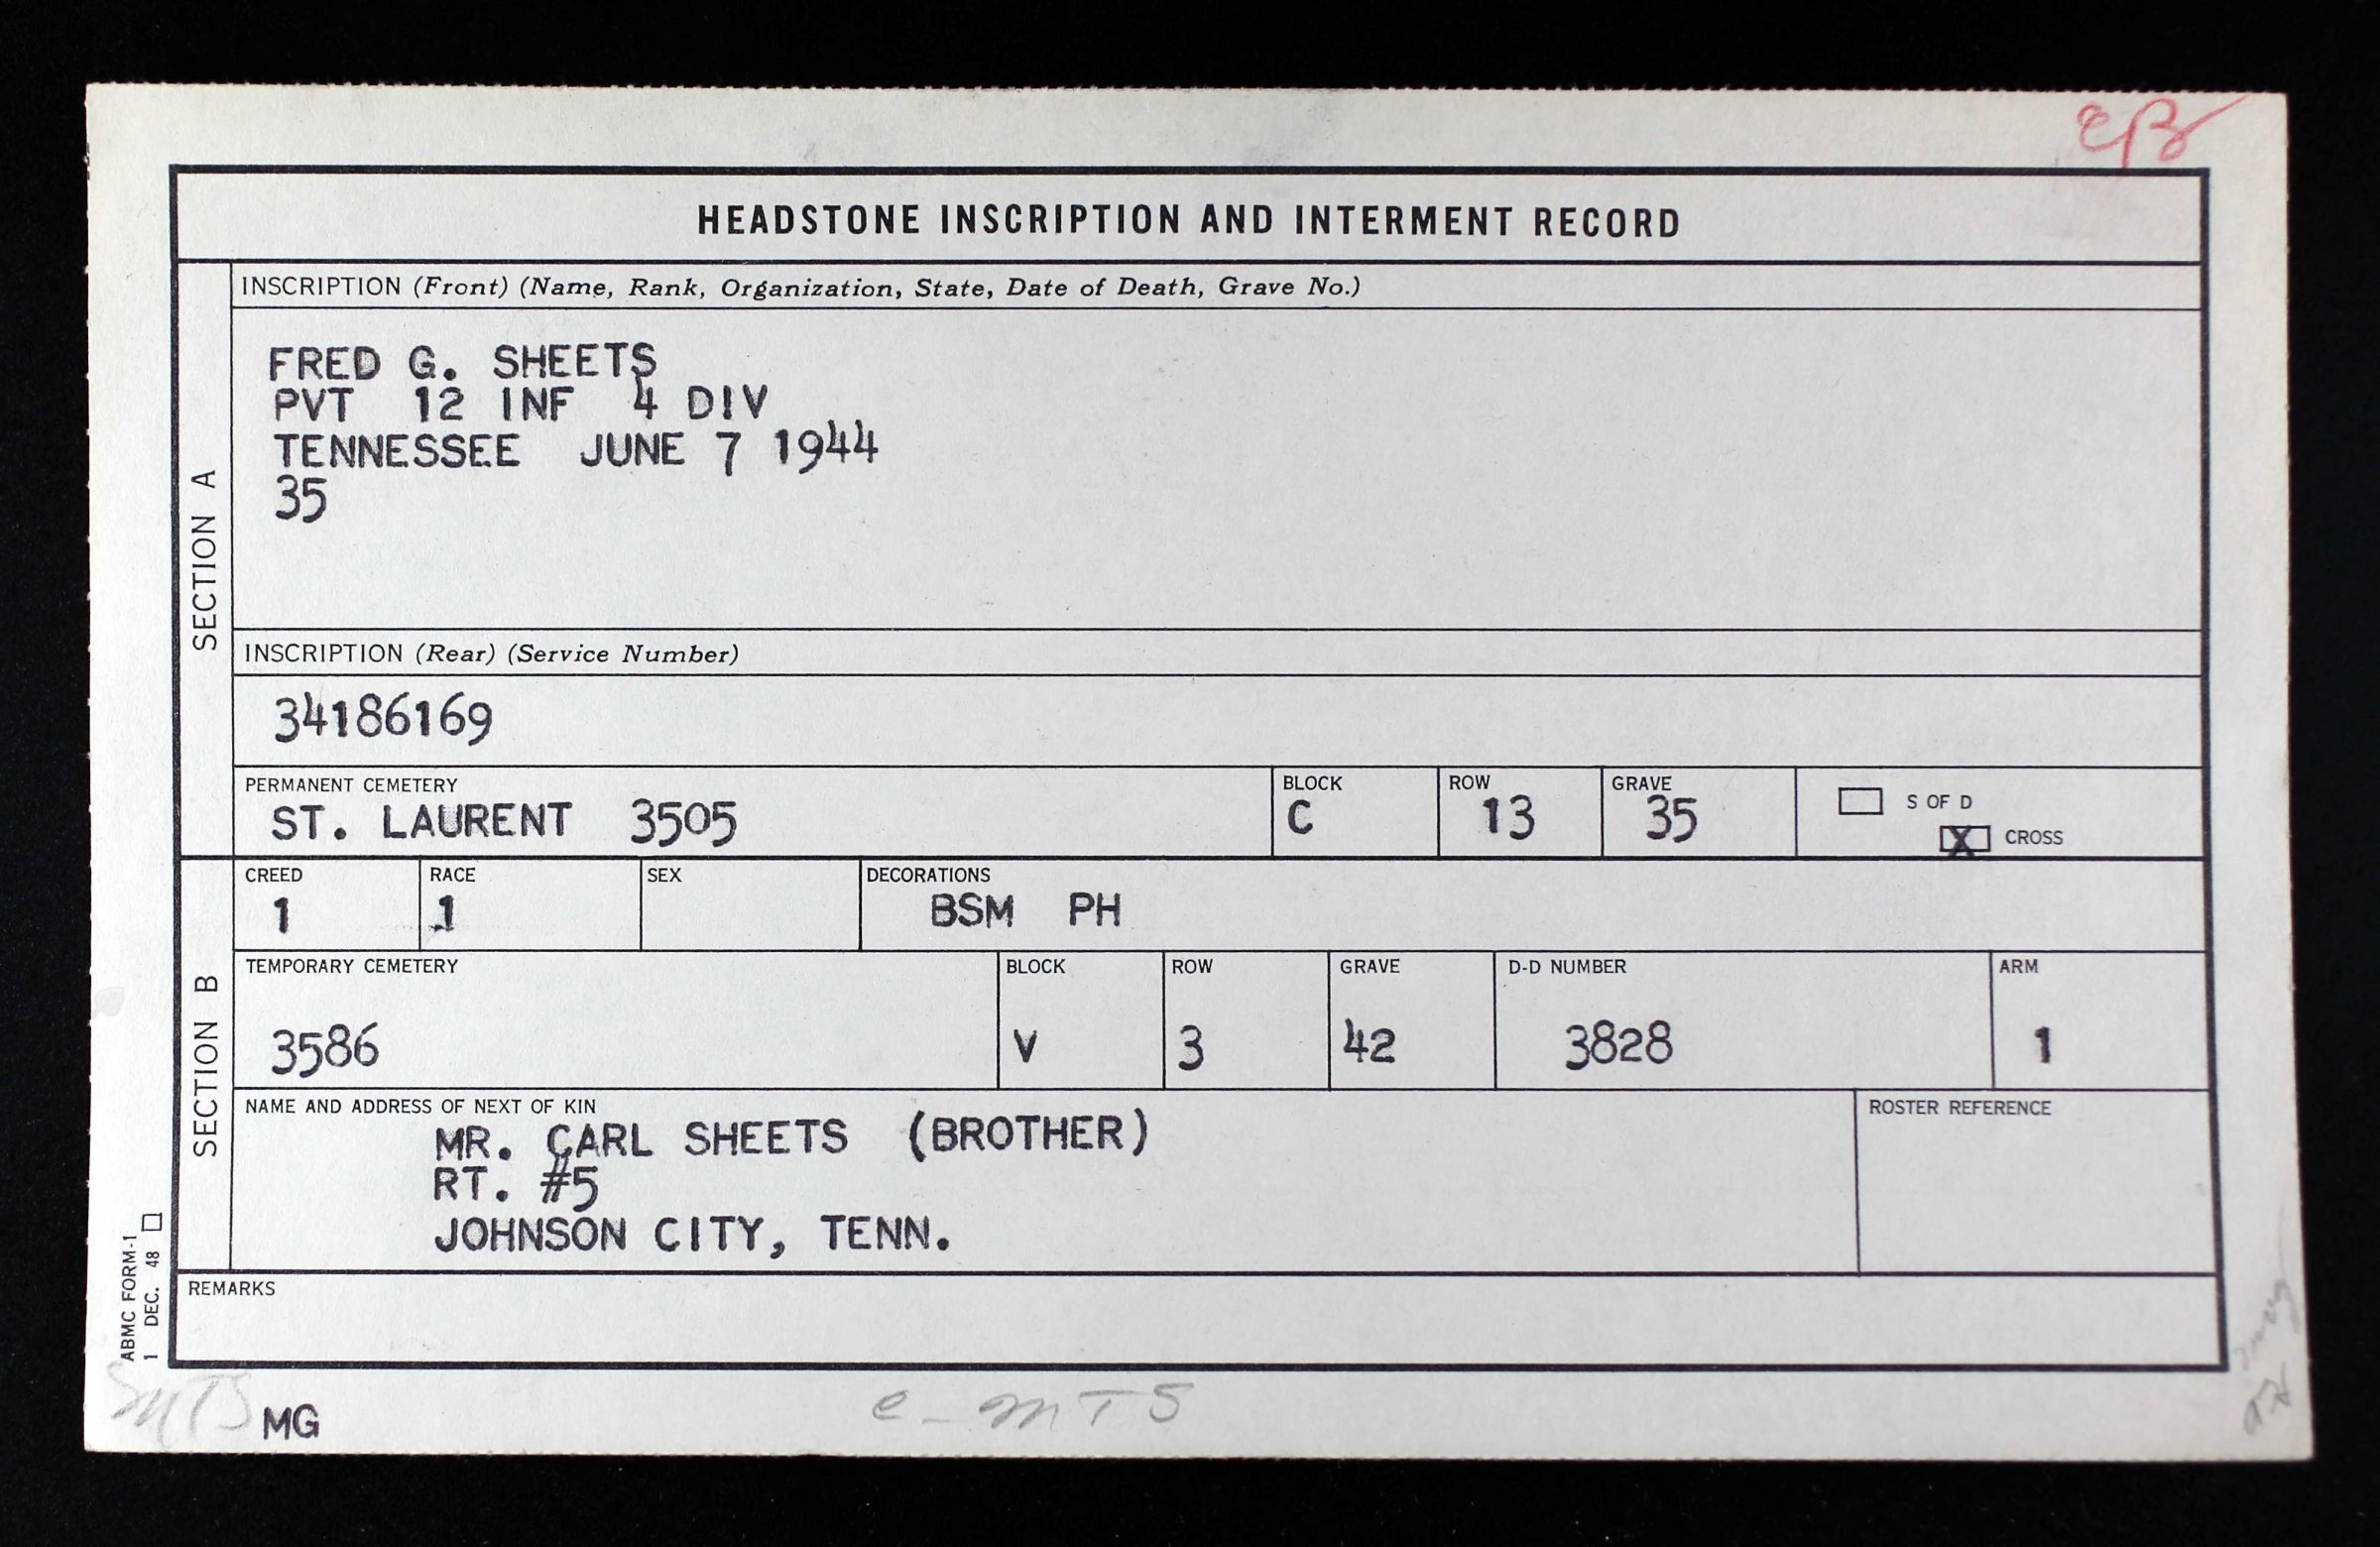 HEADSTONE INSCRIPTION AND INTERMENT RECORD
SECTION A
INSCRIPTION (Front) (Name, Rank, Organization, State, Date of Death, Grave No.)
FRED G. SHEETS
PVT 12 INF 4 DIV
TENNESSEE JUNE 7 1944
35
INSCRIPTION (Rear) (Service Number)
34186169
PERMANENT CEMETERY BLOCK ROW GRAVE
ST. LAURENT 3505 C 13 35
S OF D
X CROSS
SECTION B
CREED RACE SEX DECORATIONS
1 1 BSM PH
TEMPORARY CEMETERY BLOCK ROW GRAVE D-D NUMBER ARM
3586 V 3 42 3828 1
NAME AND ADDRESS OF NEXT OF KIN ROSTER REFERENCE
MR. CARL SHEETS (BROTHER)
RT. #5
JOHNSON CITY, TENN.
REMARKS
ABMC FORM-1
1 DEC. 48
MTS MG e - MTS